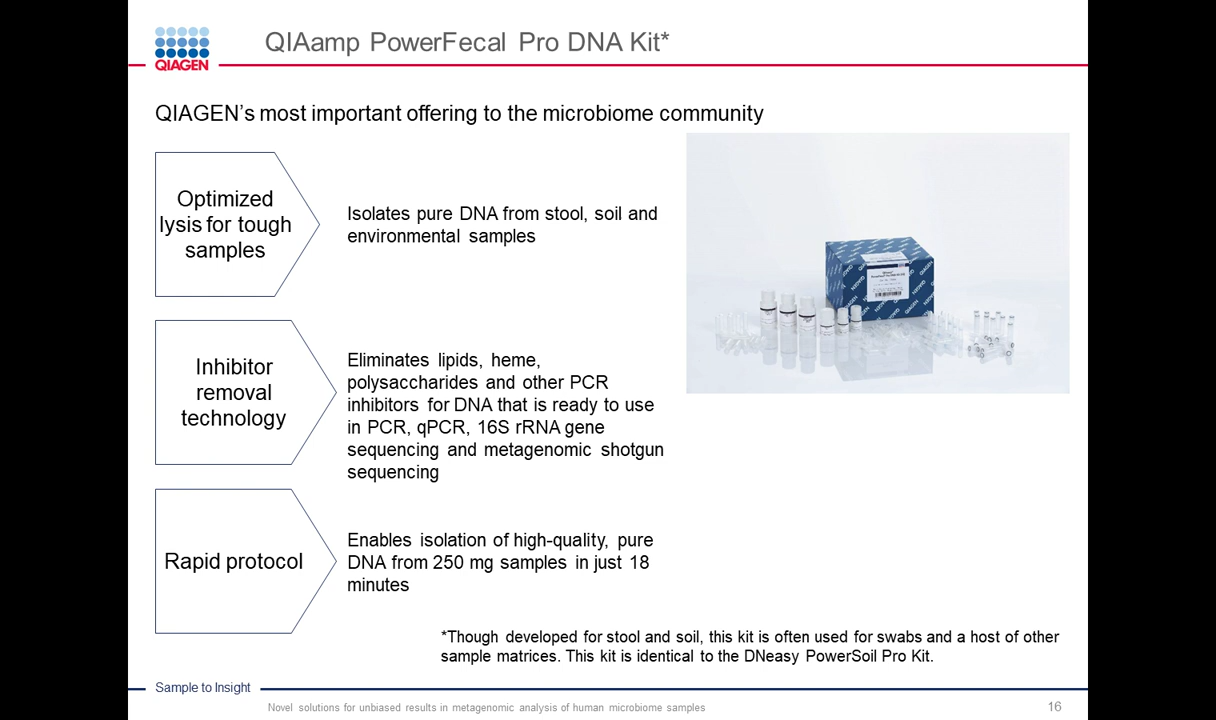 QIAGEN
QIAamp PowerFecal Pro DNA Kit*
QIAGEN’s most important offering to the microbiome community
Optimized
lysis for tough
samples
Isolates pure DNA from stool, soil and
environmental samples
QIAGEN
Inhibitor
removal
technology
Eliminates lipids, heme,
polysaccharides and other PCR
inhibitors for DNA that is ready to use
in PCR, qPCR, 16S rRNA gene
sequencing and metagenomic shotgun
sequencing
Rapid protocol
Enables isolation of high-quality, pure
DNA from 250 mg samples in just 18
minutes
*Though developed for stool and soil, this kit is often used for swabs and a host of other
sample matrices. This kit is identical to the DNeasy PowerSoil Pro Kit.
Sample to Insight
Novel solutions for unbiased results in metagenomic analysis of human microbiome samples
16